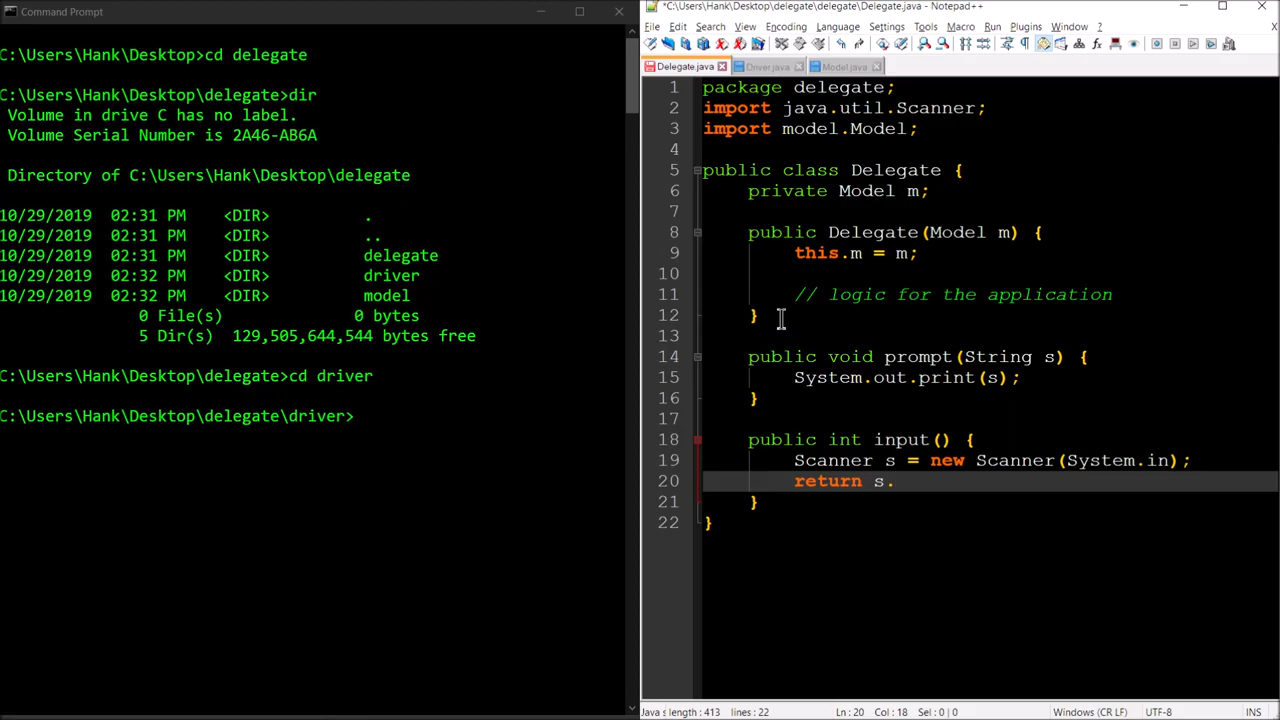 Command Prompt
C:\Users\Hank\Desktop>cd delegate
C:\Users\Hank\Desktop\delegate>dir
 Volume in drive C has no label.
 Volume Serial Number is 2A46-AB6A
 Directory of C:\Users\Hank\Desktop\delegate
10/29/2019  02:31 PM    <DIR>          .
10/29/2019  02:31 PM    <DIR>          ..
10/29/2019  02:31 PM    <DIR>          delegate
10/29/2019  02:32 PM    <DIR>          driver
10/29/2019  02:32 PM    <DIR>          model
               0 File(s)              0 bytes
               5 Dir(s)  129,505,644,544 bytes free
C:\Users\Hank\Desktop\delegate>cd driver
C:\Users\Hank\Desktop\delegate\driver>
*C:\Users\Hank\Desktop\delegate\delegate\Delegate.java - Notepad++
File Edit Search View Encoding Language Settings Tools Macro Run Plugins Window ?
Delegate.java Driver.java Model.java
1 package delegate;
2 import java.util.Scanner;
3 import model.Model;
4
5 public class Delegate {
6     private Model m;
7
8     public Delegate(Model m) {
9         this.m = m;
10
11         // logic for the application
12     }
13
14     public void prompt(String s) {
15         System.out.print(s);
16     }
17
18     public int input() {
19         Scanner s = new Scanner(System.in);
20         return s.
21     }
22 }
Java s length : 413 lines : 22 Ln : 20 Col : 18 Sel : 0 | 0 Windows (CR LF) UTF-8 INS